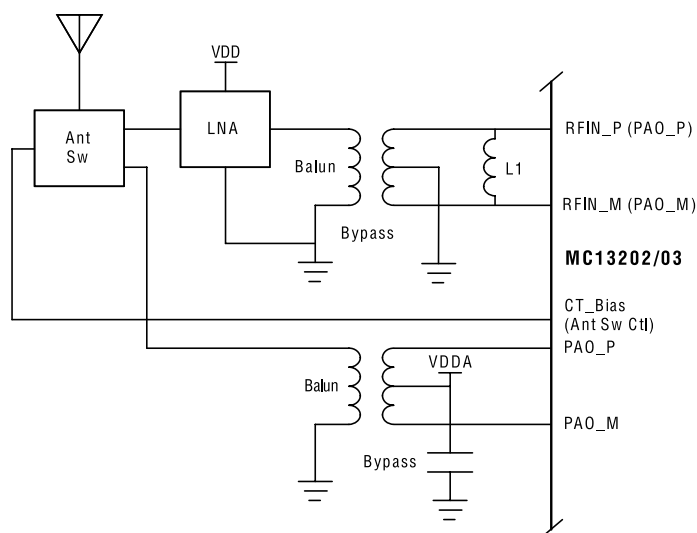 VDD
Ant
Sw
LNA
Balun
L1
RFIN_P (PAO_P)
RFIN_M (PAO_M)
Bypass
MC13202/03
CT_Bias
(Ant Sw Ctl)
PAO_P
VDDA
Balun
PAO_M
Bypass